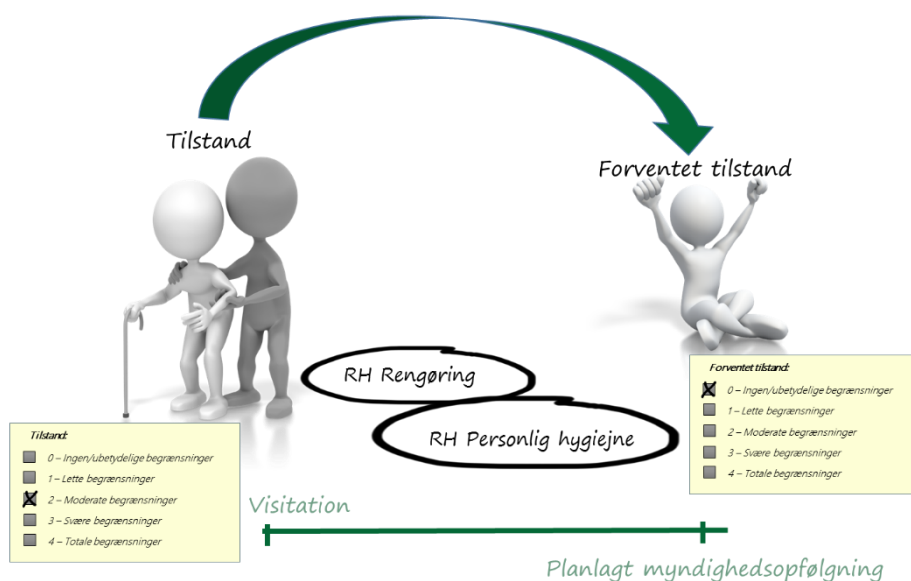 Tilstand
Forventet tilstand
RH Rengøring
RH Personlig hygiejne
Tilstand:
0 – Ingen/ubetydelige begrænsninger
1 – Lette begrænsninger
2 – Moderate begrænsninger
3 – Svære begrænsninger
4 – Totale begrænsninger
Forventet tilstand:
0 – Ingen/ubetydelige begrænsninger
1 – Lette begrænsninger
2 – Moderate begrænsninger
3 – Svære begrænsninger
4 – Totale begrænsninger
Visitation
Planlagt myndighedsopfølgning